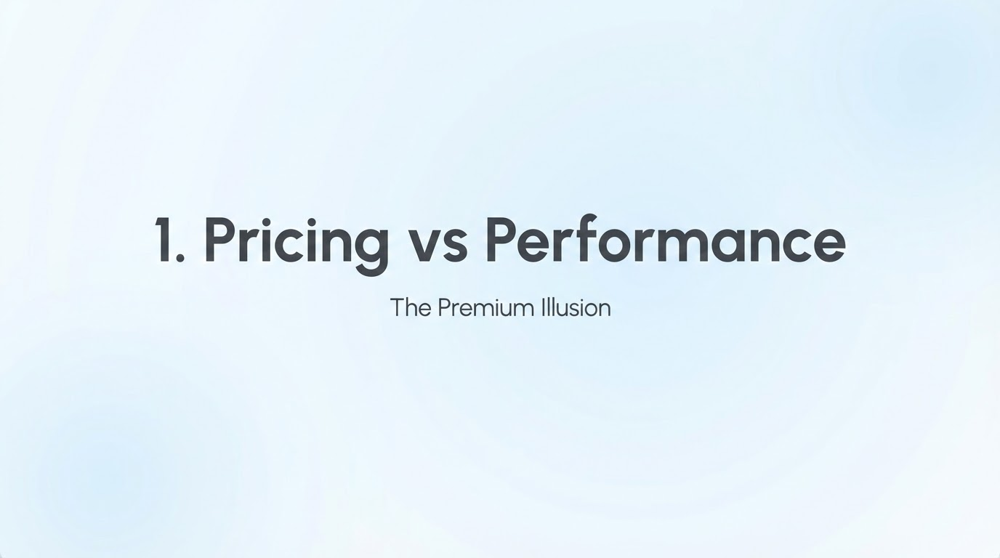 1. Pricing vs Performance
The Premium Illusion